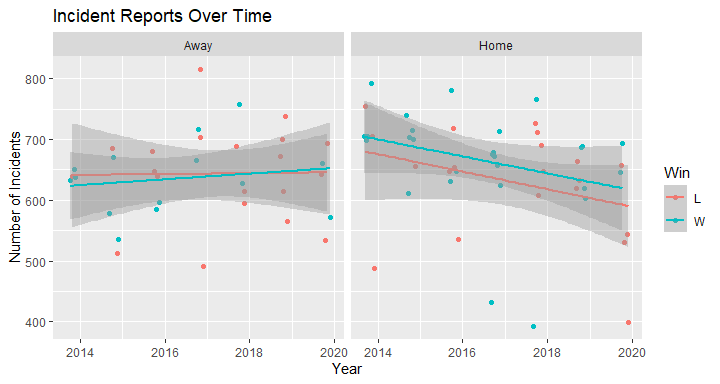 Incident Reports Over Time
Away
Home
Number of Incidents
800
700
600
500
400
2014
2016
2018
2020
2014
2016
2018
2020
Year
Win
L
W